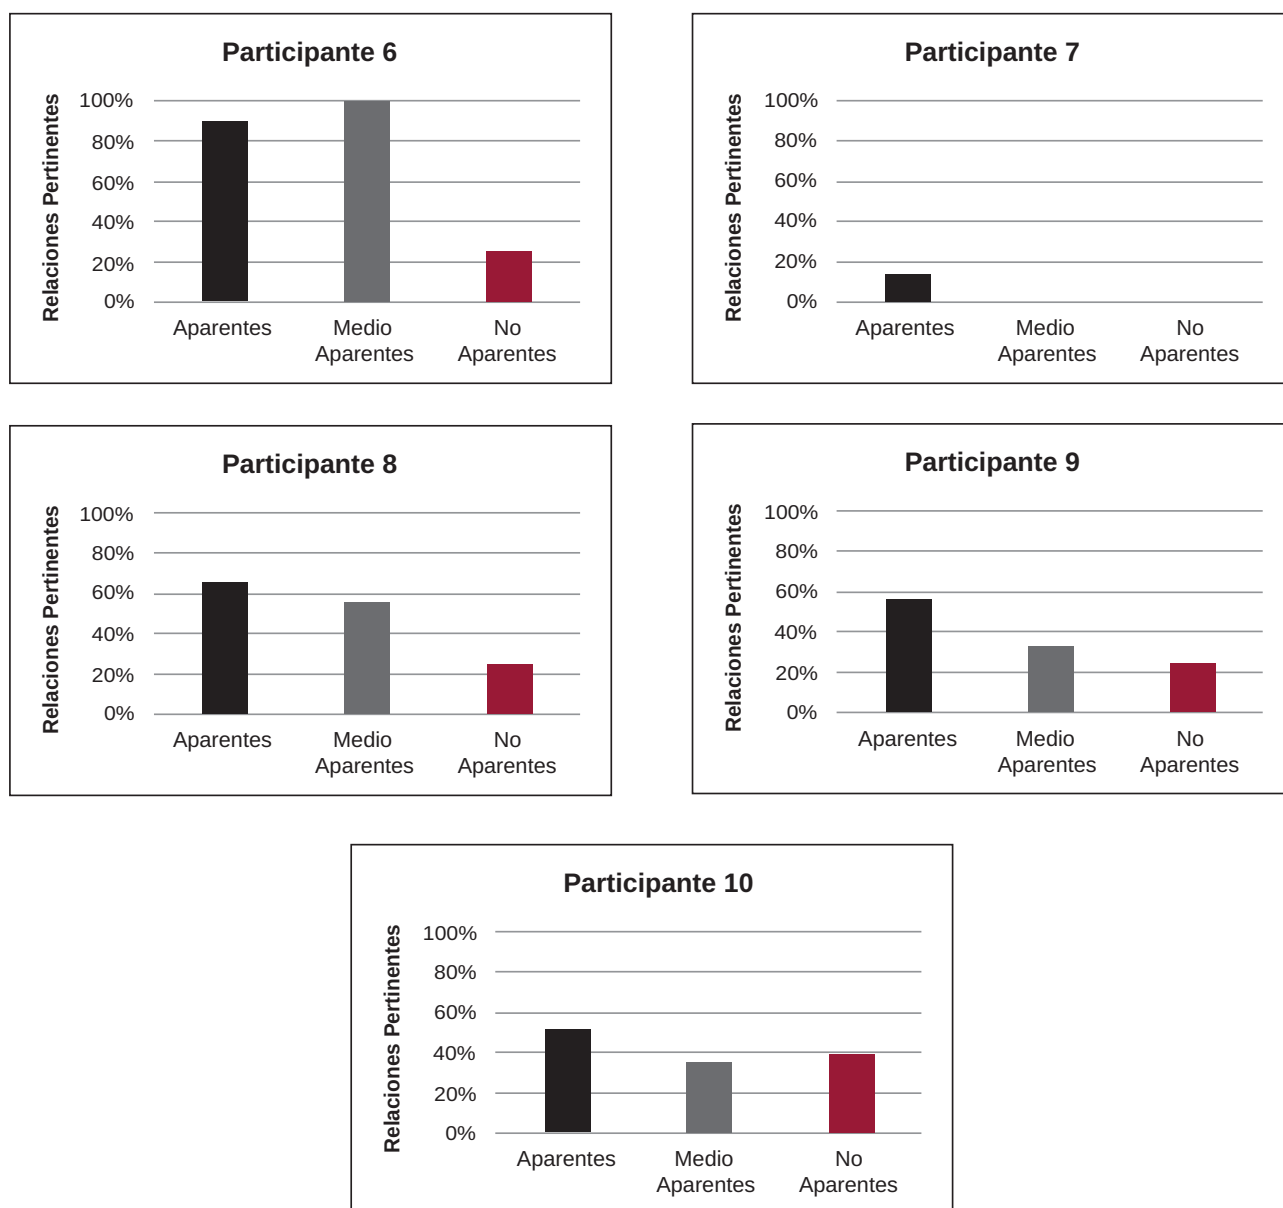 Participante 6
Relaciones Pertinentes
100%
80%
60%
40%
20%
0%
Aparentes
Medio
Aparentes
No
Aparentes
Participante 7
Relaciones Pertinentes
100%
80%
60%
40%
20%
0%
Aparentes
Medio
Aparentes
No
Aparentes
Participante 8
Relaciones Pertinentes
100%
80%
60%
40%
20%
0%
Aparentes
Medio
Aparentes
No
Aparentes
Participante 9
Relaciones Pertinentes
100%
80%
60%
40%
20%
0%
Aparentes
Medio
Aparentes
No
Aparentes
Participante 10
Relaciones Pertinentes
100%
80%
60%
40%
20%
0%
Aparentes
Medio
Aparentes
No
Aparentes